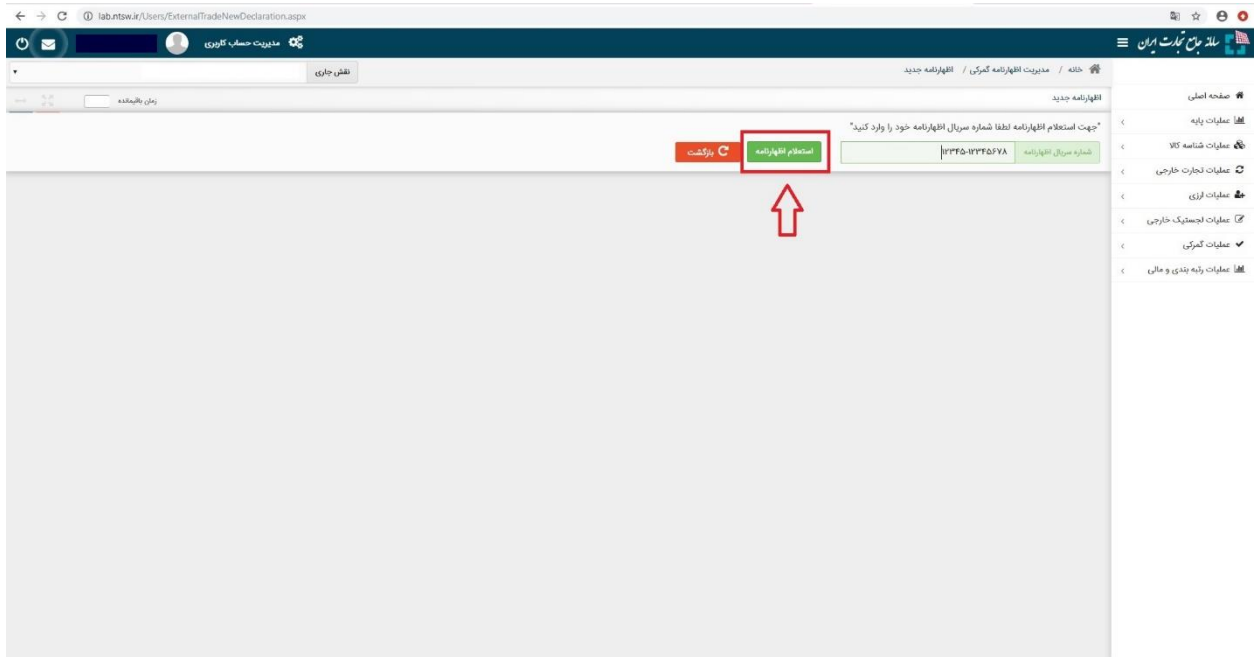 lab.ntsw.ir/Users/ExternalTradeNewDeclaration.aspx
سامانه جامع تجارت ایران
مدیریت حساب کاربری
خانه / مدیریت اظهارنامه گمرکی / اظهارنامه جدید
نقش جاری
اظهارنامه جدید
زمان باقیمانده
"جهت استعلام اظهارنامه لطفا شماره سریال اظهارنامه خود را وارد کنید"
شماره سریال اظهارنامه
۱۲۳۴۵-۱۲۳۴۵۶۷۸
استعلام اظهارنامه
بازگشت
صفحه اصلی
عملیات پایه
عملیات شناسه کالا
عملیات تجارت خارجی
عملیات ارزی
عملیات لجستیک خارجی
عملیات گمرکی
عملیات رتبه بندی و مالی